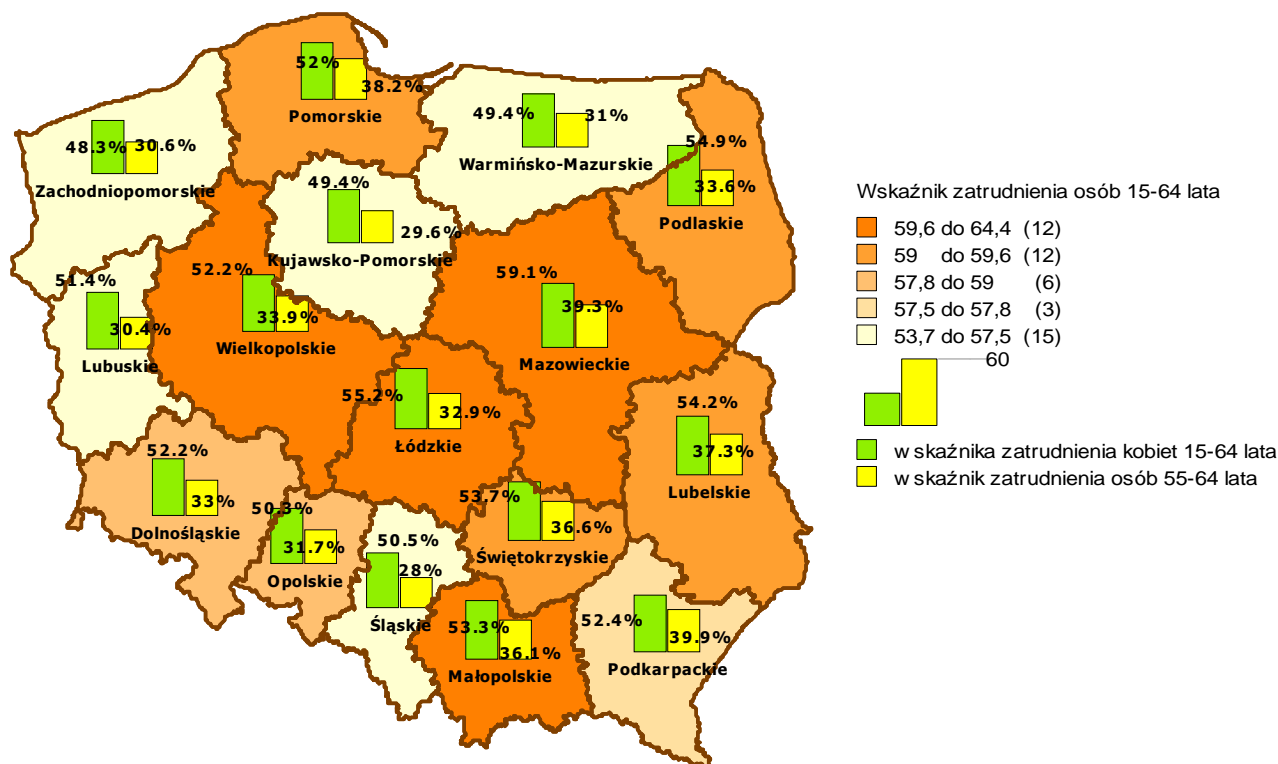 52%
38.2%
Pomorskie
49.4%
31%
Warmińsko-Mazurskie
48.3%
30.6%
Zachodniopomorskie
54.9%
33.6%
Podlaskie
49.4%
29.6%
Kujawsko-Pomorskie
52.2%
33.9%
Wielkopolskie
59.1%
39.3%
Mazowieckie
51.4%
30.4%
Lubuskie
55.2%
32.9%
Łódzkie
54.2%
37.3%
Lubelskie
52.2%
33%
Dolnośląskie
50.3%
31.7%
Opolskie
50.5%
28%
Śląskie
53.7%
36.6%
Świętokrzyskie
53.3%
36.1%
Małopolskie
52.4%
39.9%
Podkarpackie
Wskaźnik zatrudnienia osób 15-64 lata
59,6 do 64,4 (12)
59 do 59,6 (12)
57,8 do 59 (6)
57,5 do 57,8 (3)
53,7 do 57,5 (15)
60
w skaźnika zatrudnienia kobiet 15-64 lata
w skaźnik zatrudnienia osób 55-64 lata